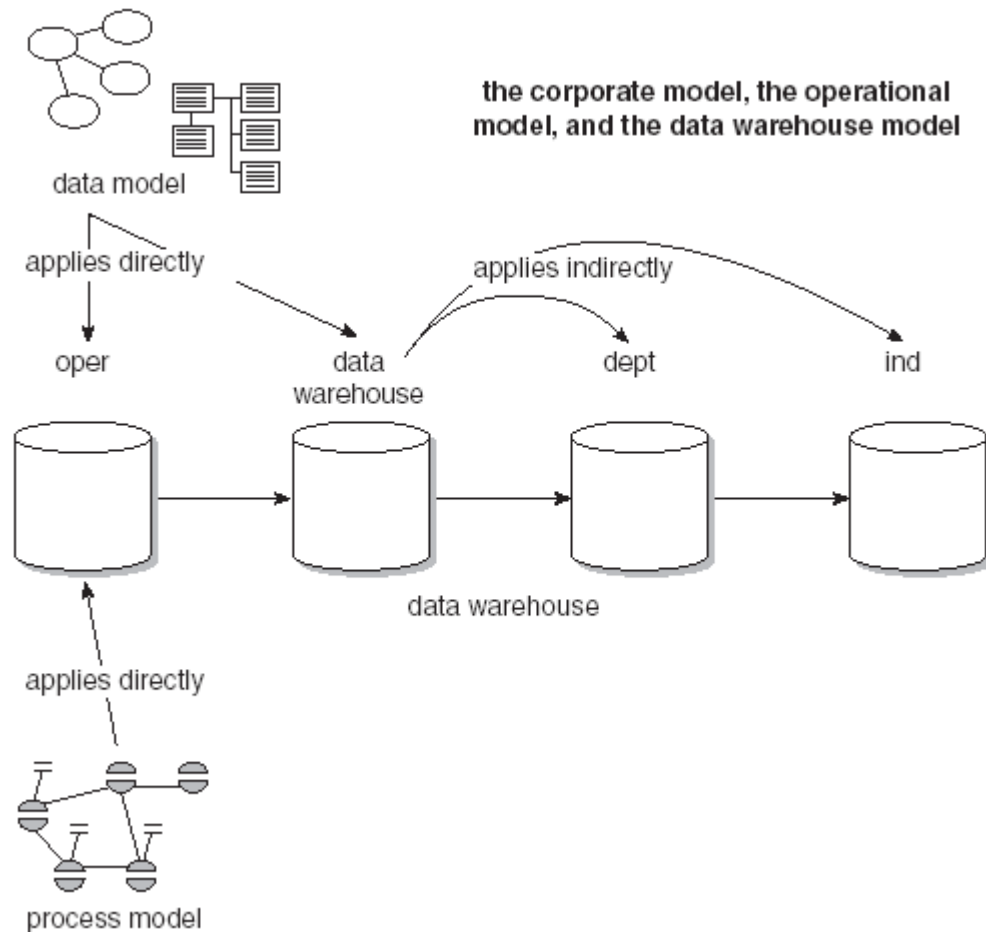 the corporate model, the operational
model, and the data warehouse model
data model
applies directly
applies indirectly
oper
data
warehouse
dept
ind
data warehouse
applies directly
process model